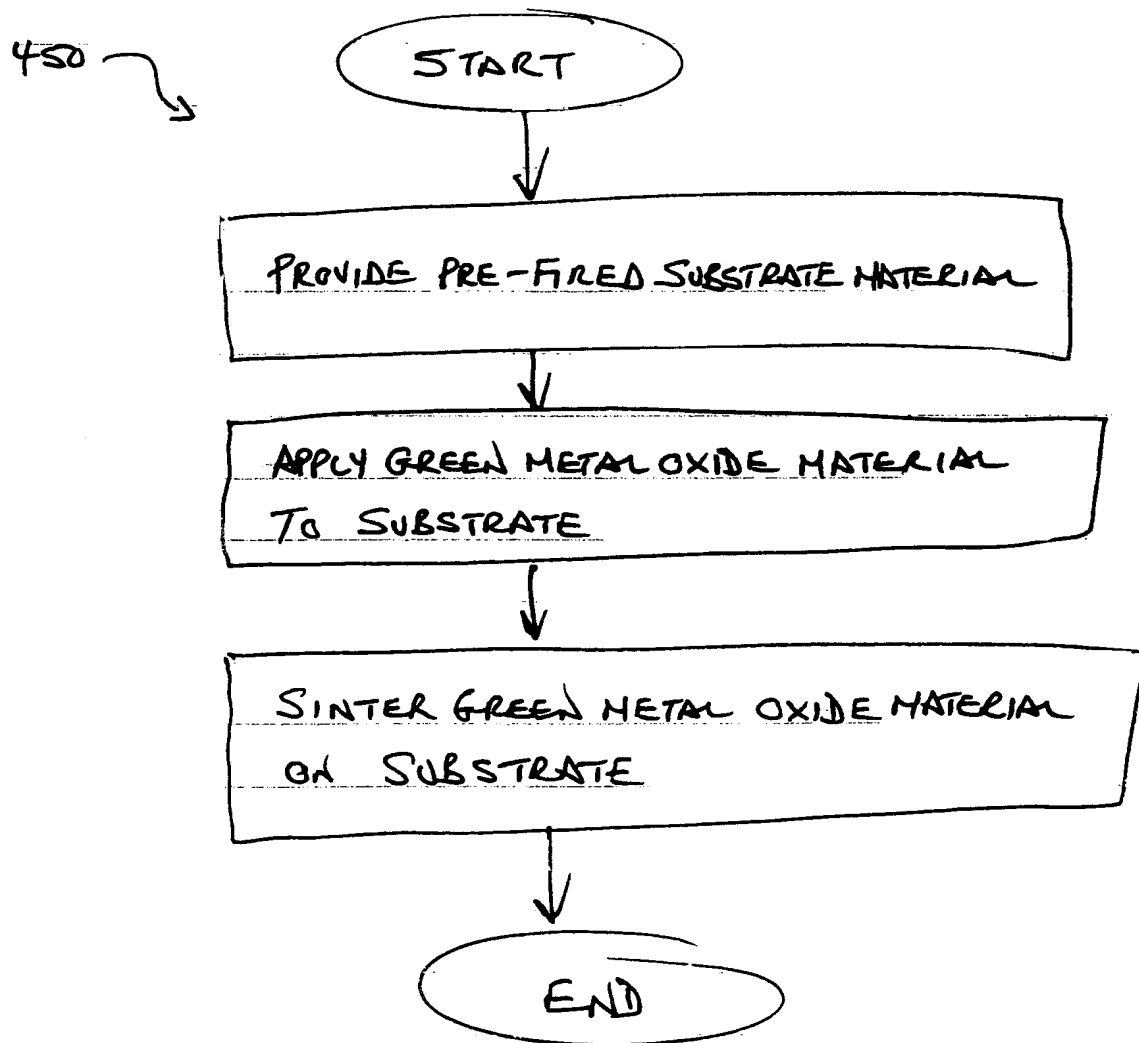 450
START
PROVIDE PRE-FIRED SUBSTRATE MATERIAL
APPLY GREEN METAL OXIDE MATERIAL
TO SUBSTRATE
SINTER GREEN METAL OXIDE MATERIAL
ON SUBSTRATE
END